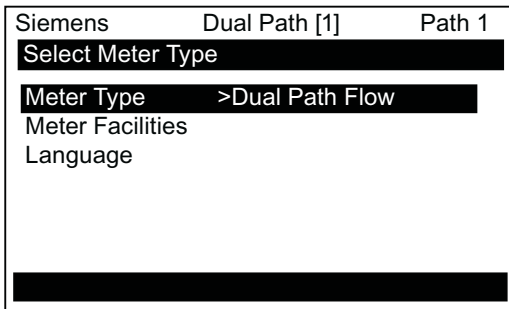 Siemens Dual Path [1] Path 1
Select Meter Type
Meter Type >Dual Path Flow
Meter Facilities
Language